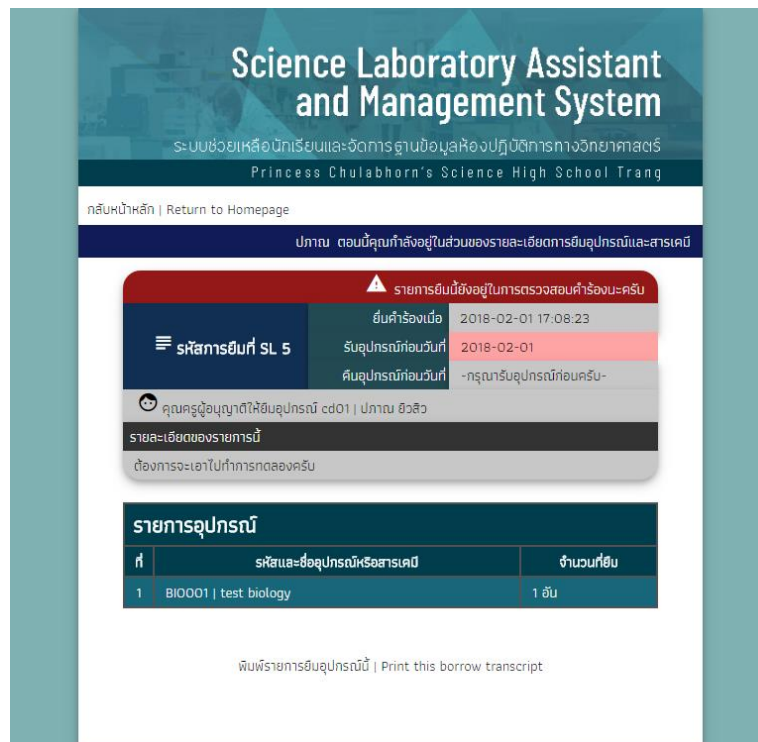 Science Laboratory Assistant
and Management System
ระบบช่วยเหลือนักเรียนและจัดการฐานข้อมูลห้องปฏิบัติการทางวิทยาศาสตร์
Princess Chulabhorn's Science High School Trang
กลับหน้าหลัก | Return to Homepage
ปภาณ ตอนนี้คุณกำลังอยู่ในส่วนของรายละเอียดการยืมอุปกรณ์และสารเคมี
รายการยืมนี้ยังอยู่ในการตรวจสอบคำร้องนะครับ
รหัสการยืมที่ SL 5
ยื่นคำร้องเมื่อ 2018-02-01 17:08:23
รับอุปกรณ์ก่อนวันที่ 2018-02-01
คืนอุปกรณ์ก่อนวันที่ -กรุณารับอุปกรณ์ก่อนครับ-
คุณครูผู้อนุญาติให้ยืมอุปกรณ์ cd01 | ปภาณ ยิวสิว
รายละเอียดของรายการนี้
ต้องการจะเอาไปทำการทดลองครับ
รายการอุปกรณ์
ที่ รหัสและชื่ออุปกรณ์หรือสารเคมี จำนวนที่ยืม
1 BIO001 | test biology 1 อัน
พิมพ์รายการยืมอุปกรณ์นี้ | Print this borrow transcript